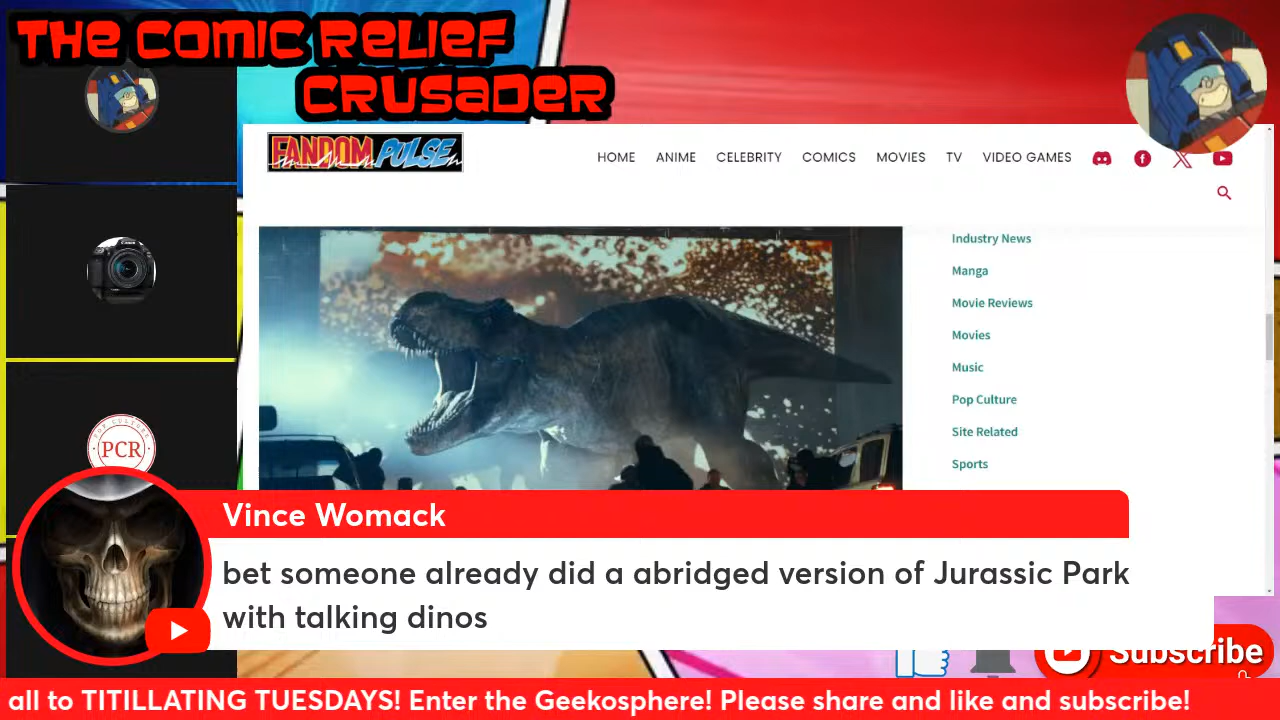 THE COMIC RELIEF
CRUSADER
FANDOM PULSE
HOME ANIME CELEBRITY COMICS MOVIES TV VIDEO GAMES
Industry News
Manga
Movie Reviews
Movies
Music
Pop Culture
Site Related
Sports
POP CULTURE
PCR
Vince Womack
bet someone already did a abridged version of Jurassic Park
with talking dinos
Subscribe
all to TITILLATING TUESDAYS! Enter the Geekosphere! Please share and like and subscribe!